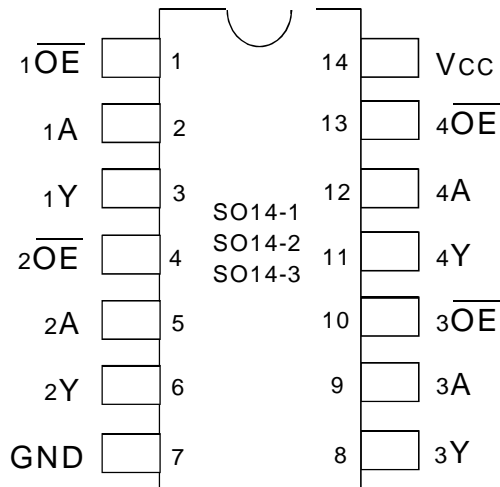 1OE 1 14 VCC
1A 2 13 4OE
1Y 3 12 4A
SO14-1
2OE 4 SO14-2 11 4Y
SO14-3
2A 5 10 3OE
2Y 6 9 3A
GND 7 8 3Y